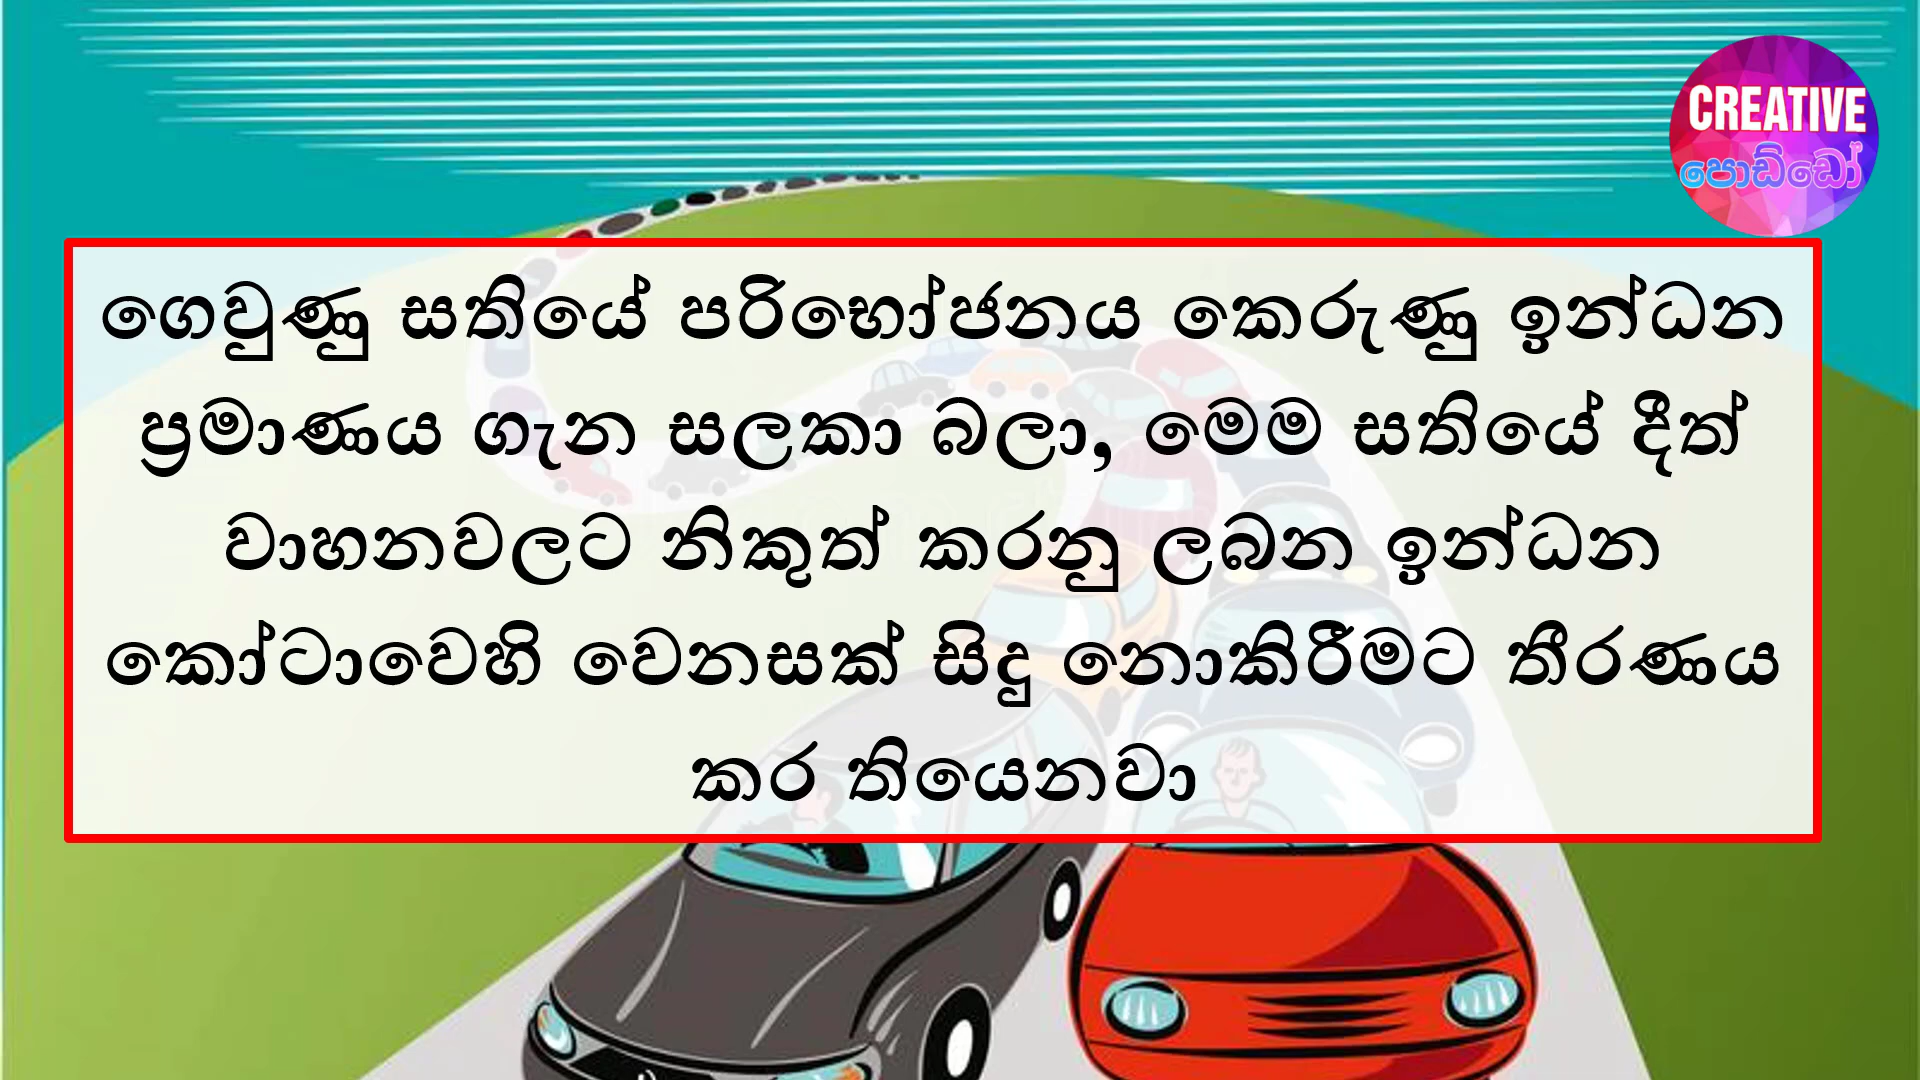 CREATIVE
පොඩ්ඩෝ
ගෙවුණු සතියේ පරිභෝජනය කෙරුණු ඉන්ධන
ප්‍රමාණය ගැන සලකා බලා, මෙම සතියේ දීත්
වාහනවලට නිකුත් කරනු ලබන ඉන්ධන
කෝටාවෙහි වෙනසක් සිදු නොකිරීමට තීරණය
කර තියෙනවා